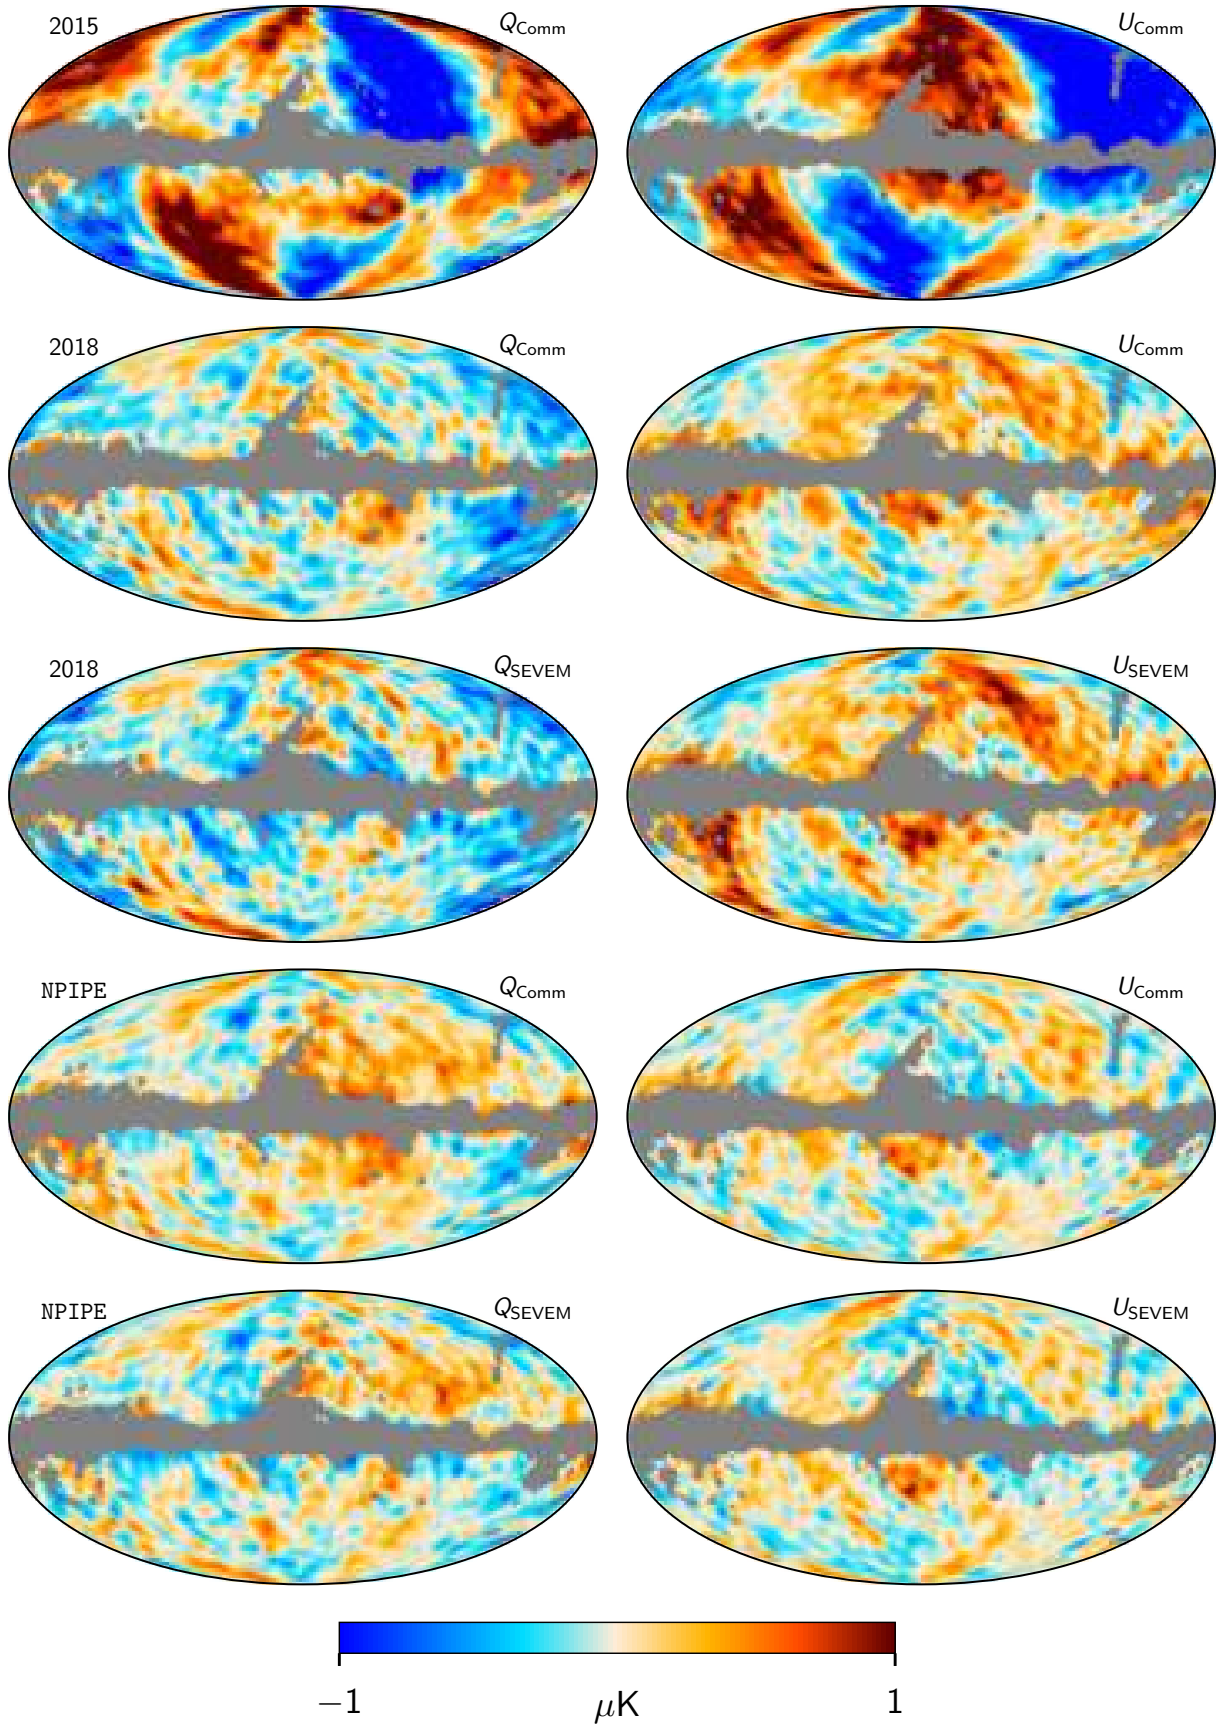 2015 Q_Comm U_Comm
2018 Q_Comm U_Comm
2018 Q_SEVEM U_SEVEM
NPIPE Q_Comm U_Comm
NPIPE Q_SEVEM U_SEVEM
−1 μK 1